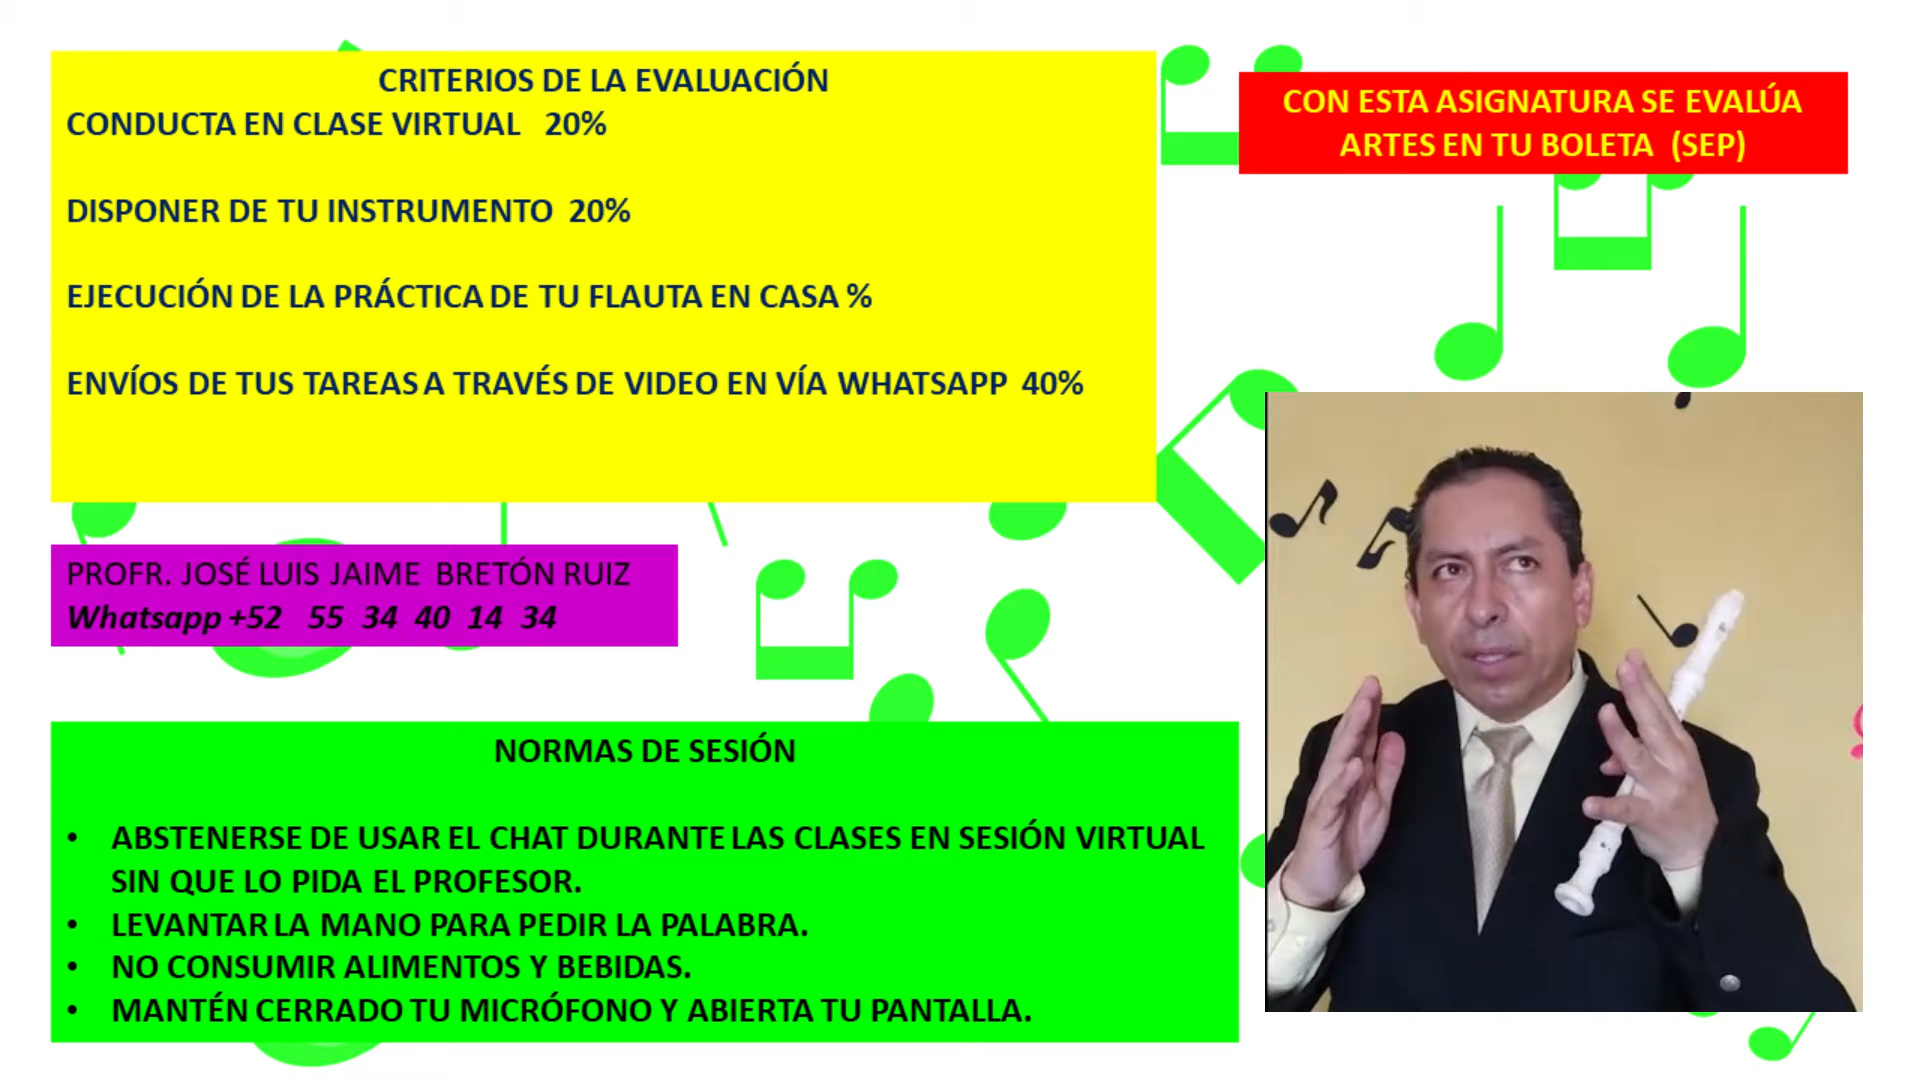 CRITERIOS DE LA EVALUACIÓN
CONDUCTA EN CLASE VIRTUAL 20%
DISPONER DE TU INSTRUMENTO 20%
EJECUCIÓN DE LA PRÁCTICA DE TU FLAUTA EN CASA %
ENVÍOS DE TUS TAREAS A TRAVÉS DE VIDEO EN VÍA WHATSAPP 40%
CON ESTA ASIGNATURA SE EVALÚA
ARTES EN TU BOLETA (SEP)
PROFR. JOSÉ LUIS JAIME BRETÓN RUIZ
Whatsapp +52 55 34 40 14 34
NORMAS DE SESIÓN
• ABSTENERSE DE USAR EL CHAT DURANTE LAS CLASES EN SESIÓN VIRTUAL
SIN QUE LO PIDA EL PROFESOR.
• LEVANTAR LA MANO PARA PEDIR LA PALABRA.
• NO CONSUMIR ALIMENTOS Y BEBIDAS.
• MANTÉN CERRADO TU MICRÓFONO Y ABIERTA TU PANTALLA.